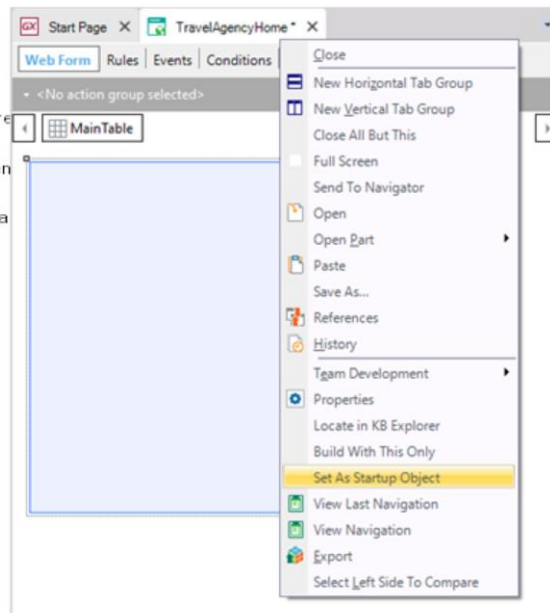 GX Start Page
TravelAgencyHome *
Web Form Rules Events Conditions
<No action group selected>
MainTable
Close
New Horizontal Tab Group
New Vertical Tab Group
Close All But This
Full Screen
Send To Navigator
Open
Open Part
Paste
Save As...
References
History
Team Development
Properties
Locate in KB Explorer
Build With This Only
Set As Startup Object
View Last Navigation
View Navigation
Export
Select Left Side To Compare